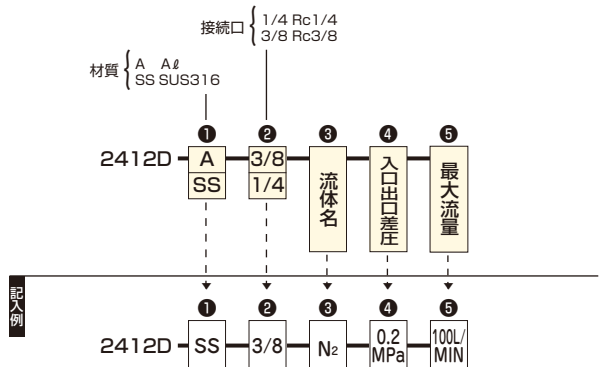 接続口 { 1/4 Rc1/4
3/8 Rc3/8
材質 { A Aℓ
SS SUS316
❶ ❷ ❸ ❹ ❺
2412D A 3/8 流体名 入口出口差圧 最大流量
SS 1/4
記入例
❶ ❷ ❸ ❹ ❺
2412D SS 3/8 N₂ 0.2 MPa 100L/MIN